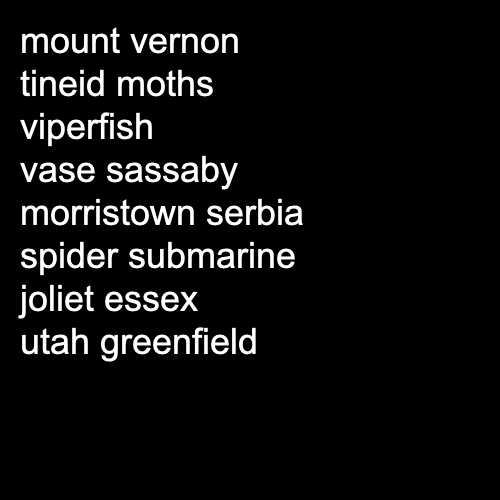 mount vernon
tineid moths
viperfish
vase sassaby
morristown serbia
spider submarine
joliet essex
utah greenfield